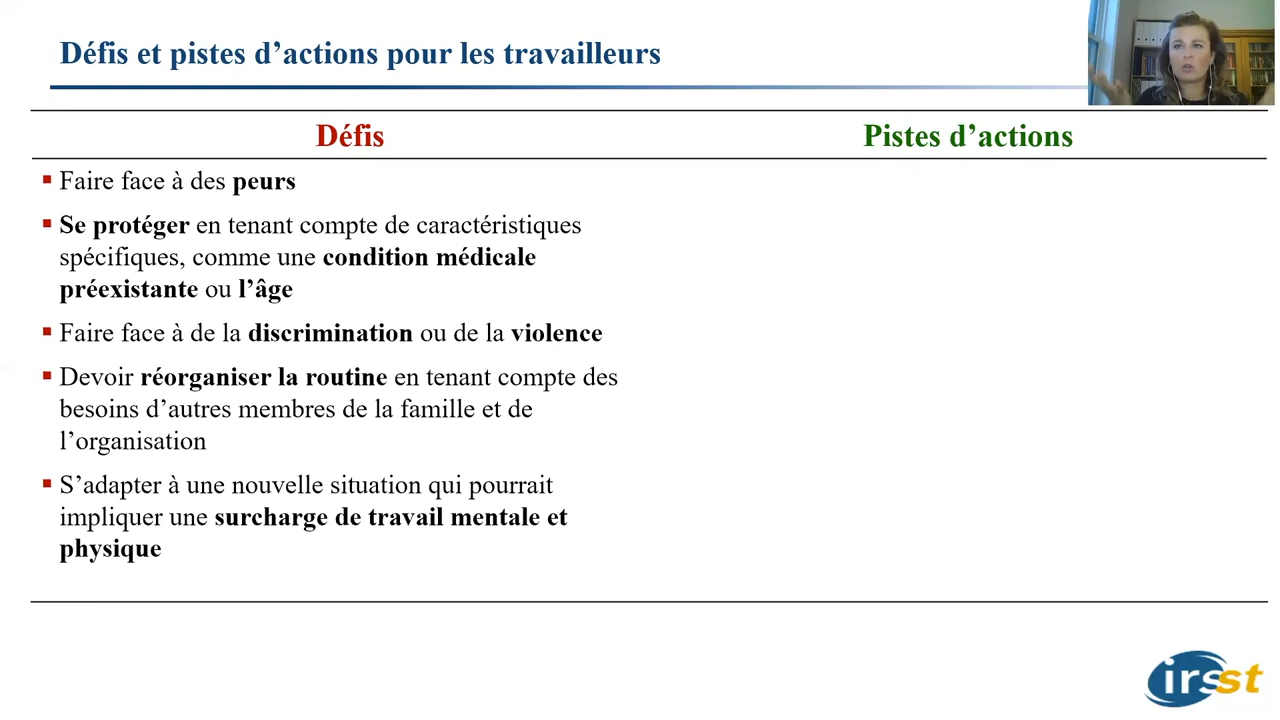 Défis et pistes d’actions pour les travailleurs
Défis
Pistes d’actions
▪ Faire face à des peurs
▪ Se protéger en tenant compte de caractéristiques
spécifiques, comme une condition médicale
préexistante ou l’âge
▪ Faire face à de la discrimination ou de la violence
▪ Devoir réorganiser la routine en tenant compte des
besoins d’autres membres de la famille et de
l’organisation
▪ S’adapter à une nouvelle situation qui pourrait
impliquer une surcharge de travail mentale et
physique
irsst